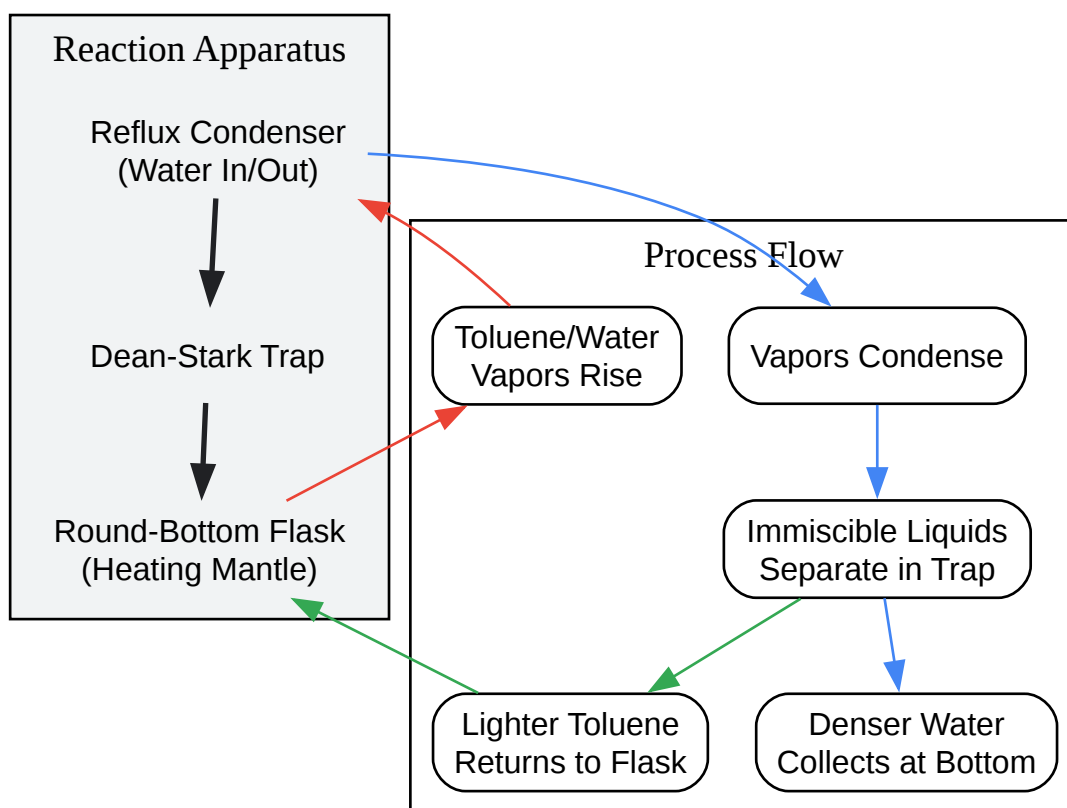 Reaction Apparatus
Reflux Condenser
(Water In/Out)
Dean-Stark Trap
Round-Bottom Flask
(Heating Mantle)
Process Flow
Toluene/Water
Vapors Rise
Vapors Condense
Immiscible Liquids
Separate in Trap
Lighter Toluene
Returns to Flask
Denser Water
Collects at Bottom